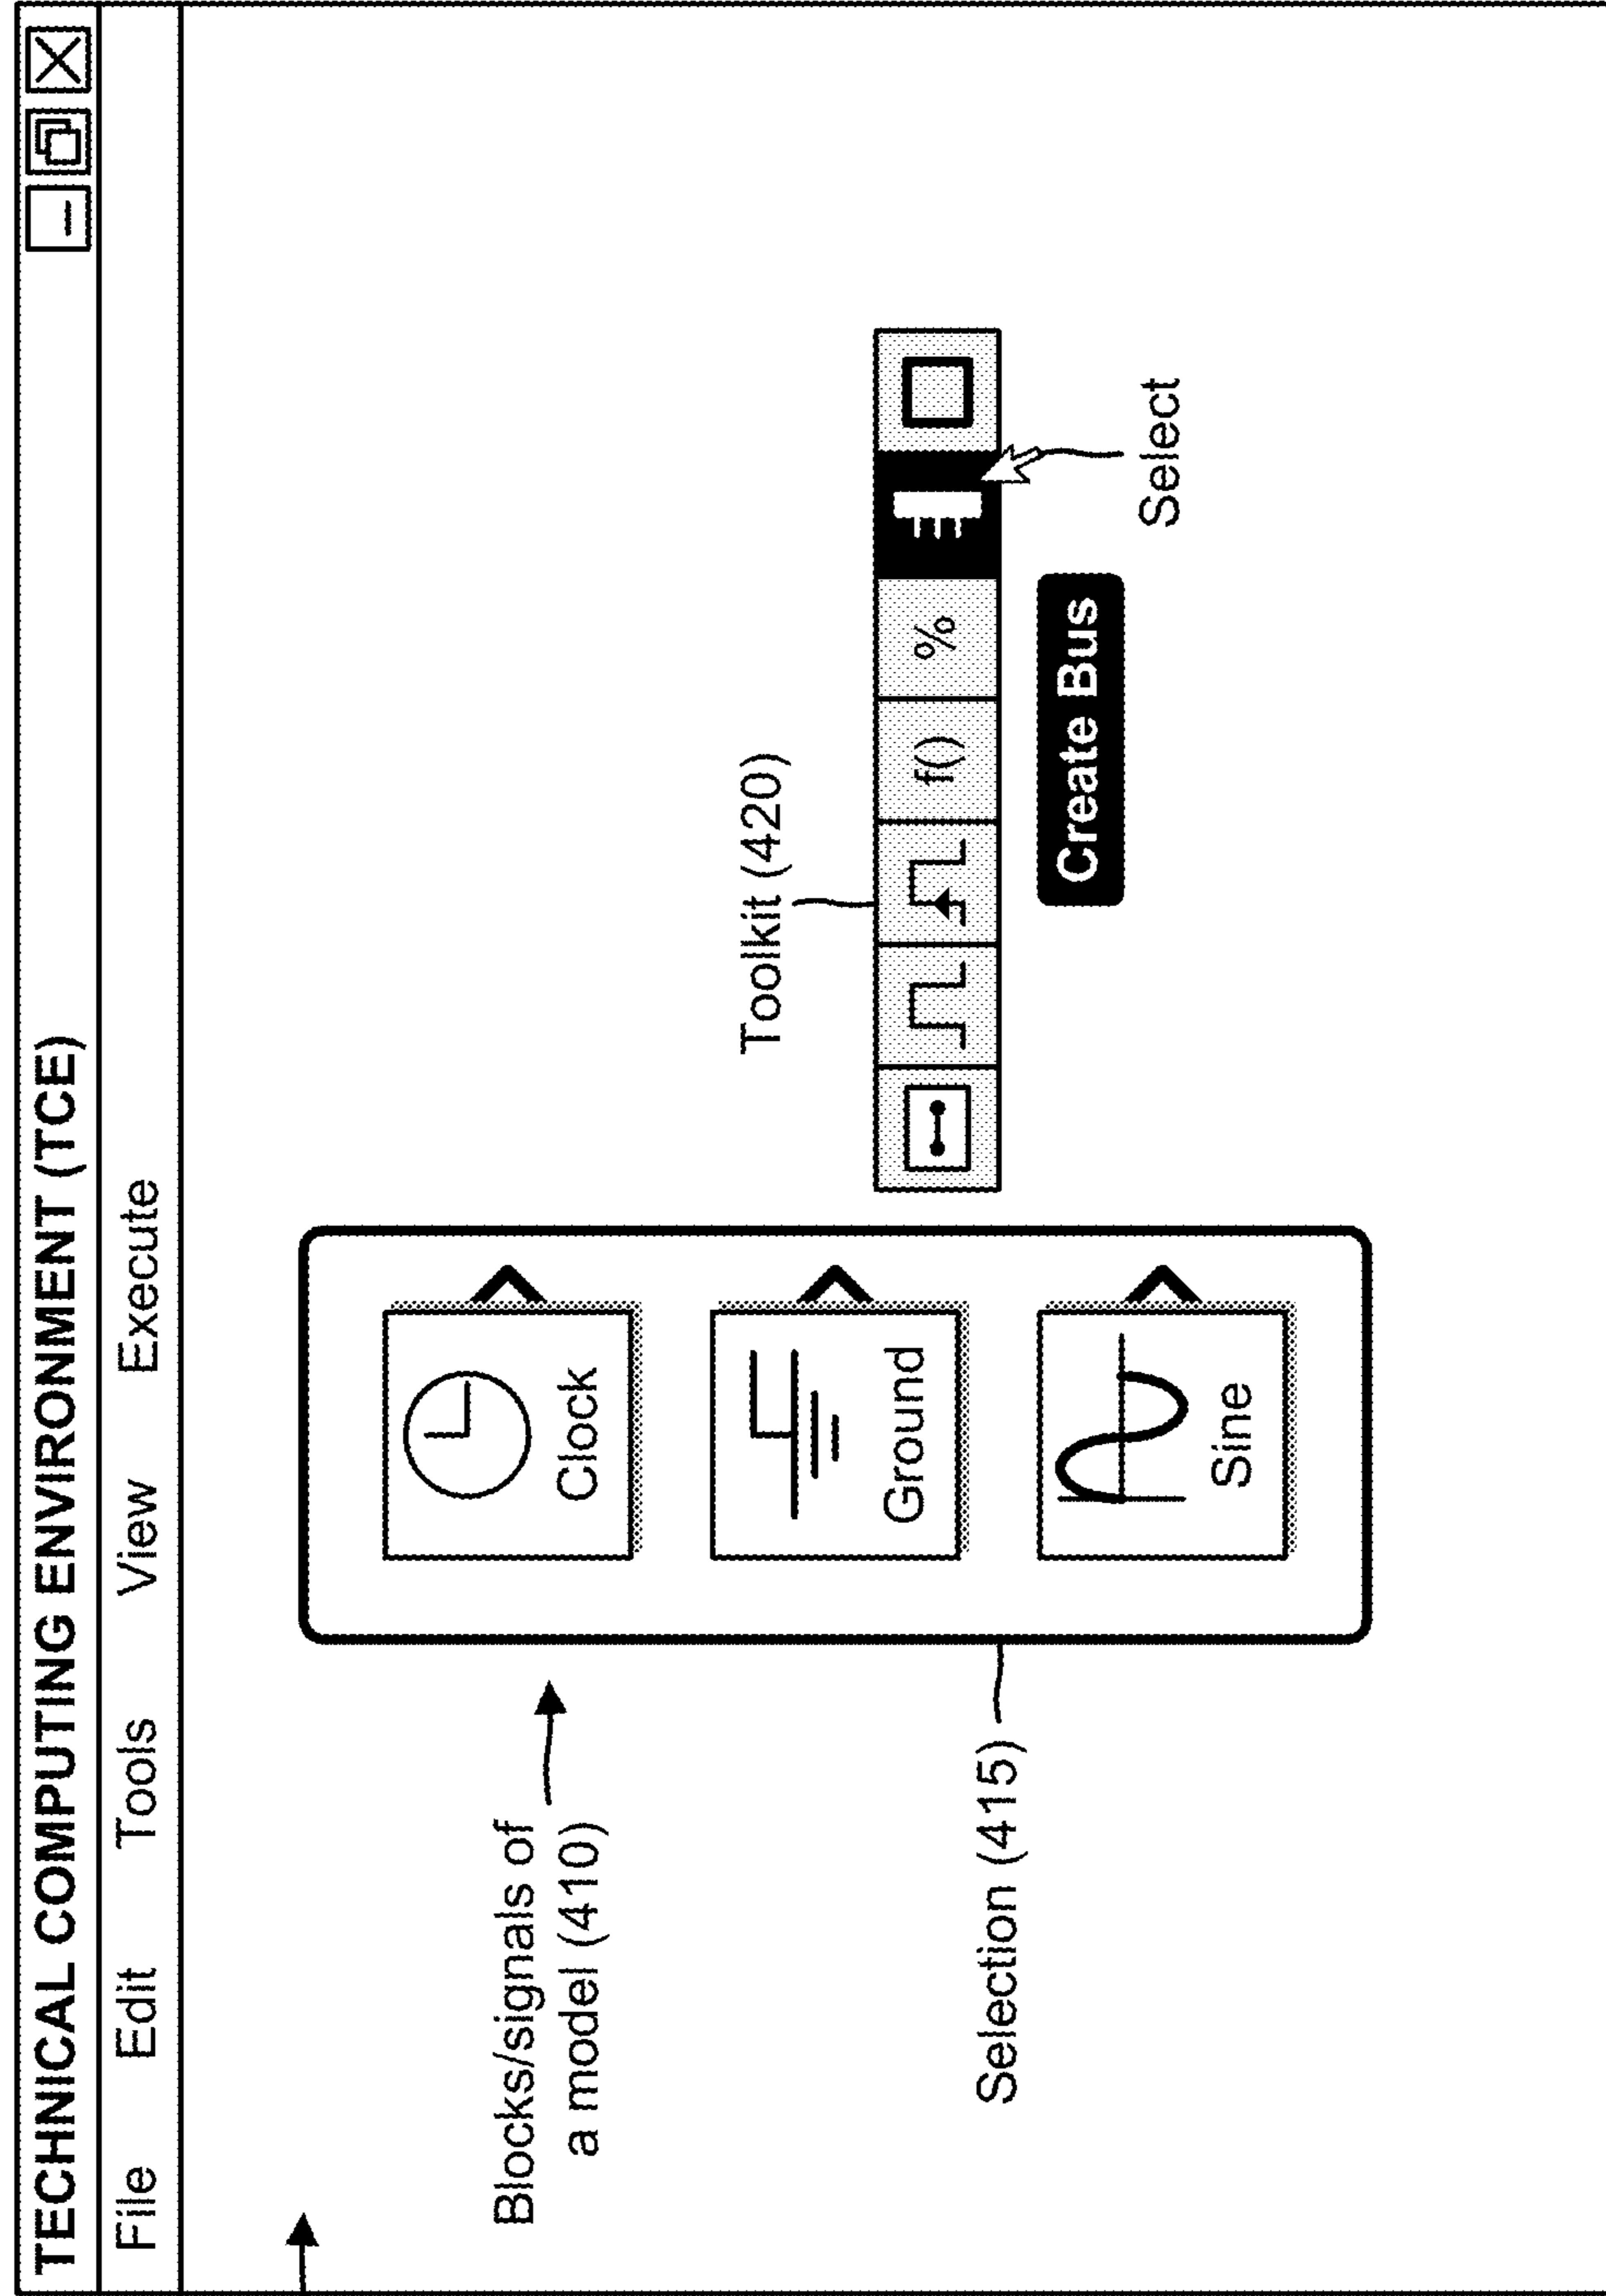 TECHNICAL COMPUTING ENVIRONMENT (TCE)
File Edit Tools View Execute
Blocks/signals of
a model (410)
Clock
Toolkit (420)
Ground
f()
%
Selection (415)
Sine
Create Bus
Select